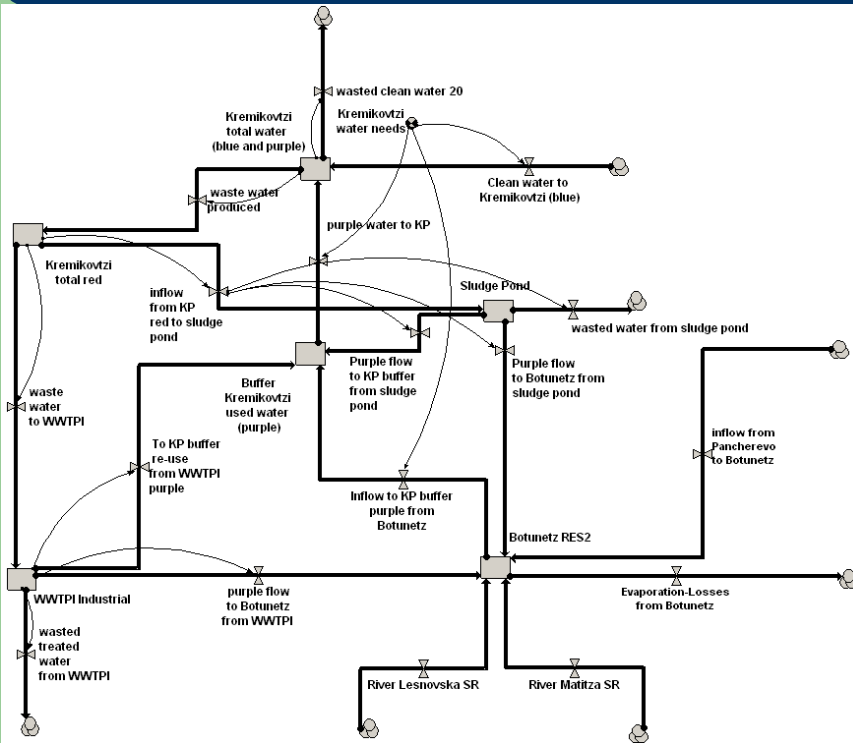 wasted clean water 20
Kremikovtzi
total water
(blue and purple)
Kremikovtzi
water needs
Clean water to
Kremikovtzi (blue)
waste water
produced
purple water to KP
Kremikovtzi
total red
inflow
from KP
red to sludge
pond
Sludge Pond
wasted water from sludge pond
Buffer
Kremikovtzi
used water
(purple)
Purple flow
to KP buffer
from sludge
pond
Purple flow
to Botunetz from
sludge pond
waste
water
to WWTPI
To KP buffer
re-use
from WWTPI
purple
inflow from
Pancherevo
to Botunetz
Inflow to KP buffer
purple from
Botunetz
Botunetz RES2
WWTPI Industrial
purple flow
to Botunetz
from WWTPI
Evaporation-Losses
from Botunetz
wasted
treated
water
from WWTPI
River Lesnovska SR
River Matitza SR